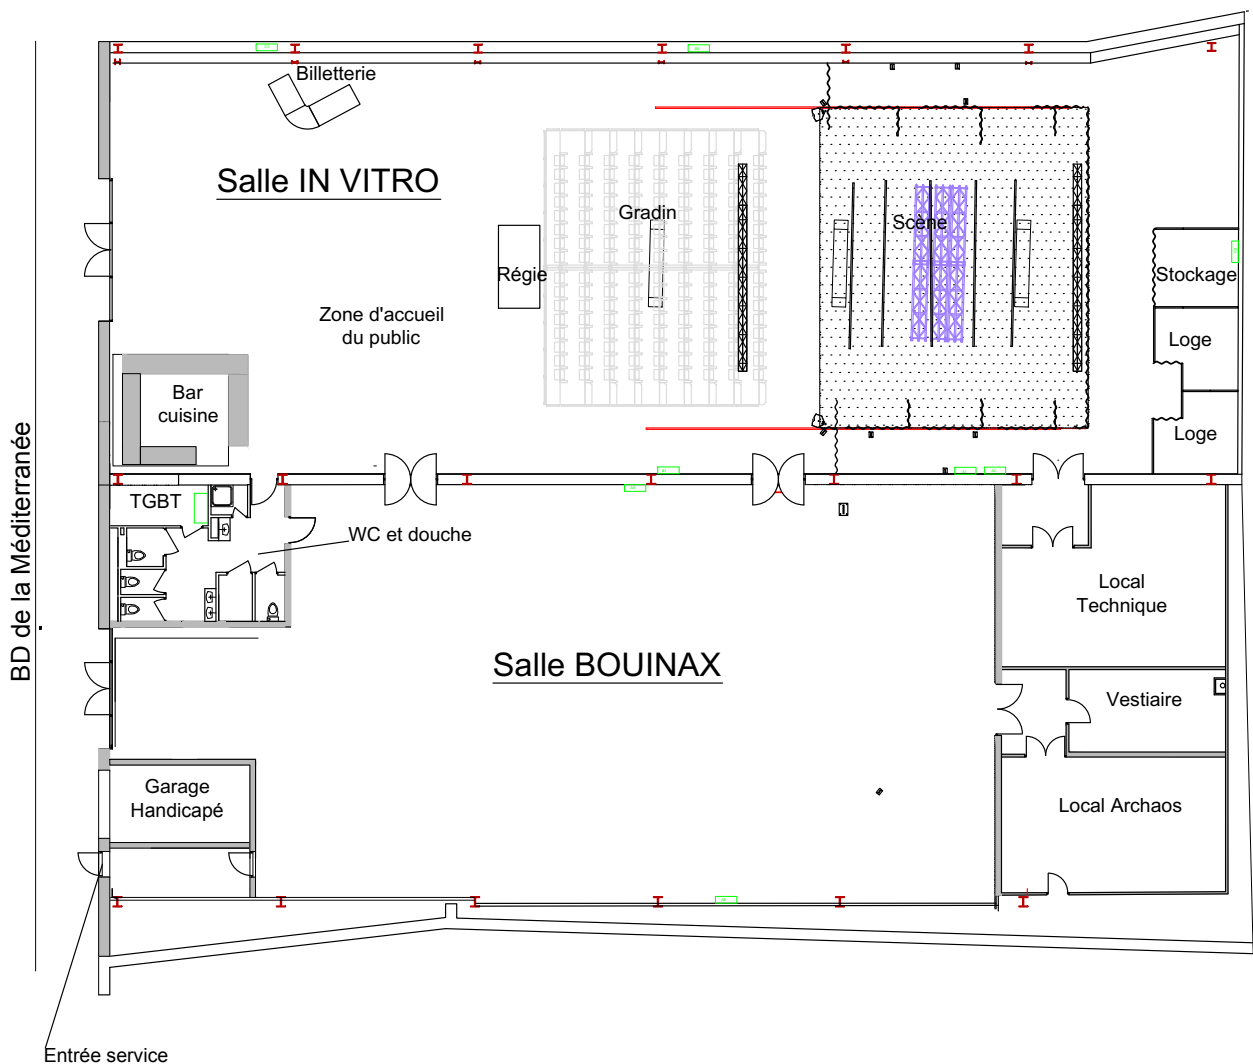 Billetterie
Salle IN VITRO
Gradin
Scène
Régie
Stockage
Zone d'accueil
du public
Loge
Bar
cuisine
Loge
BD de la Méditerranée
TGBT
WC et douche
Local
Technique
Salle BOUINAX
Vestiaire
Garage
Handicapé
Local Archaos
Entrée service